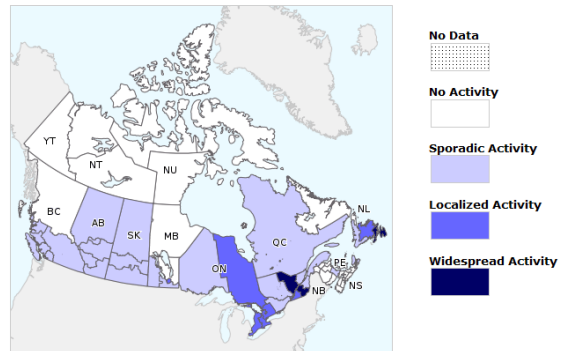 No Data
No Activity
Sporadic Activity
Localized Activity
Widespread Activity
YT
NT
NU
BC
AB
SK
MB
ON
QC
NL
PE
NB
NS